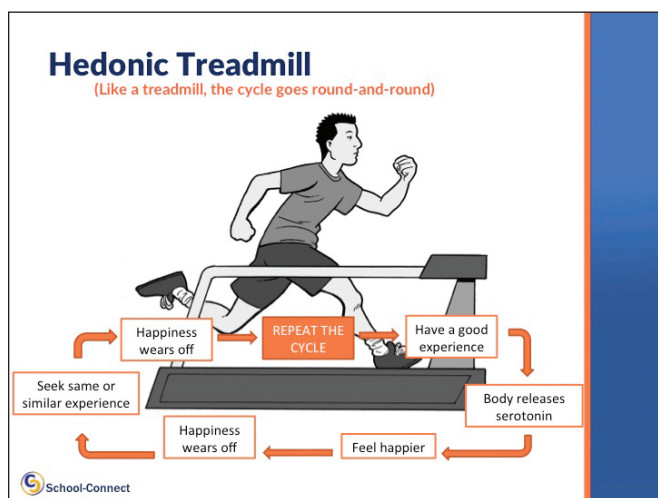 Hedonic Treadmill
(Like a treadmill, the cycle goes round-and-round)
Happiness
wears off
REPEAT THE
CYCLE
Have a good
experience
Seek same or
similar experience
Body releases
serotonin
Happiness
wears off
Feel happier
School-Connect